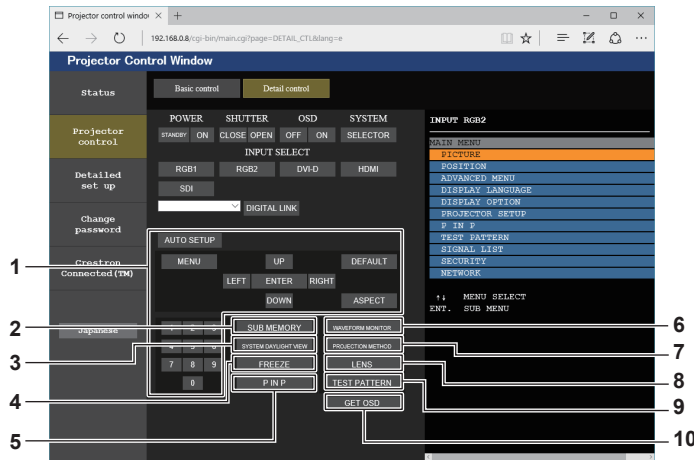 Projector control window
192.168.0.8/cgi-bin/main.cgi?page=DETAIL_CTL&lang=e
Projector Control Window
Status
Projector
control
Detailed
set up
Change
password
Crestron
Connected(TM)
Japanese
Basic control
Detail control
POWER SHUTTER OSD SYSTEM
STANDBY ON CLOSE OPEN OFF ON SELECTOR
INPUT SELECT
RGB1 RGB2 DVI-D HDMI
SDI
DIGITAL LINK
AUTO SETUP
MENU UP DEFAULT
LEFT ENTER RIGHT
DOWN ASPECT
SUB MEMORY WAVEFORM MONITOR
SYSTEM DAYLIGHT VIEW PROJECTION METHOD
7 8 9 FREEZE LENS
0 P IN P TEST PATTERN
GET OSD
INPUT RGB2
MAIN MENU
PICTURE
POSITION
ADVANCED MENU
DISPLAY LANGUAGE
DISPLAY OPTION
PROJECTOR SETUP
P IN P
TEST PATTERN
SIGNAL LIST
SECURITY
NETWORK
↑↓ MENU SELECT
ENT. SUB MENU
1
2
3
4
5
6
7
8
9
10